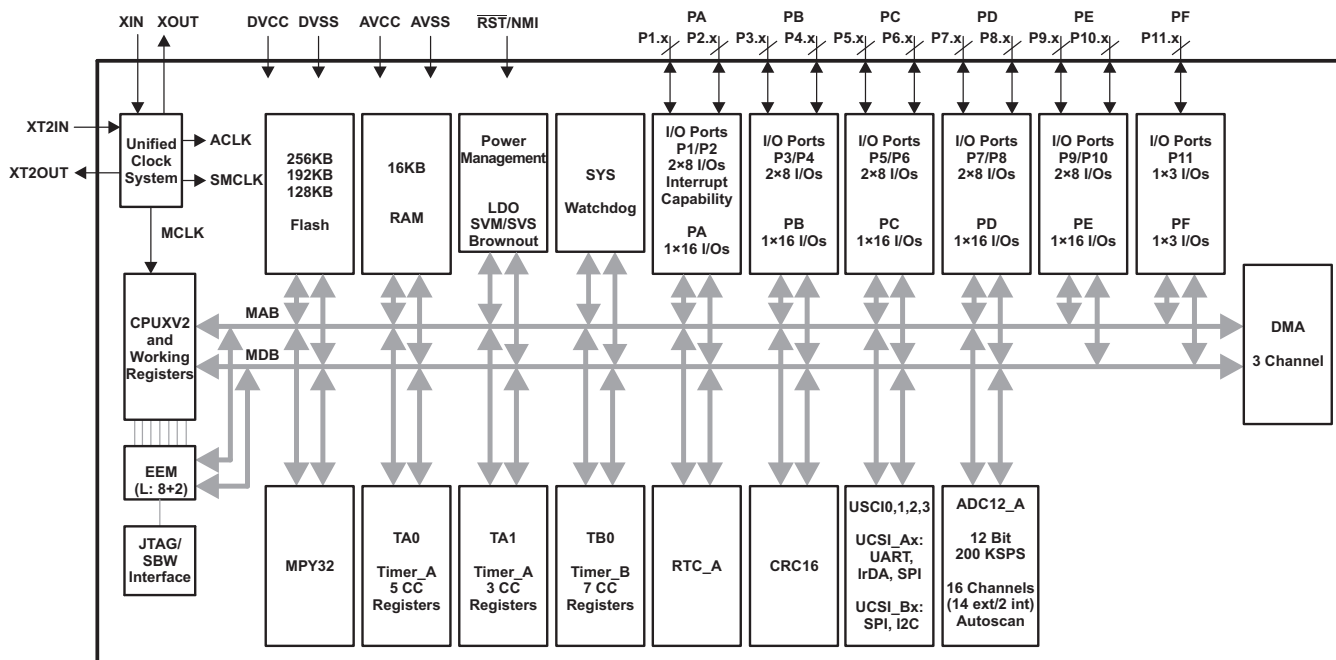 XIN XOUT DVCC DVSS AVCC AVSS RST/NMI PA PB PC PD PE PF
P1.x P2.x P3.x P4.x P5.x P6.x P7.x P8.x P9.x P10.x P11.x
XT2IN
XT2OUT
Unified
Clock
System
ACLK
SMCLK
MCLK
256KB
192KB
128KB
Flash
16KB
RAM
Power
Management
LDO
SVM/SVS
Brownout
SYS
Watchdog
I/O Ports
P1/P2
2×8 I/Os
Interrupt
Capability
PA
1×16 I/Os
I/O Ports
P3/P4
2×8 I/Os
PB
1×16 I/Os
I/O Ports
P5/P6
2×8 I/Os
PC
1×16 I/Os
I/O Ports
P7/P8
2×8 I/Os
PD
1×16 I/Os
I/O Ports
P9/P10
2×8 I/Os
PE
1×16 I/Os
I/O Ports
P11
1×3 I/Os
PF
1×3 I/Os
CPUXV2
and
Working
Registers
MAB
MDB
DMA
3 Channel
EEM
(L: 8+2)
JTAG/
SBW
Interface
MPY32
TA0
Timer_A
5 CC
Registers
TA1
Timer_A
3 CC
Registers
TB0
Timer_B
7 CC
Registers
RTC_A
CRC16
USCI0,1,2,3
UCSI_Ax:
UART,
IrDA, SPI
UCSI_Bx:
SPI, I2C
ADC12_A
12 Bit
200 KSPS
16 Channels
(14 ext/2 int)
Autoscan